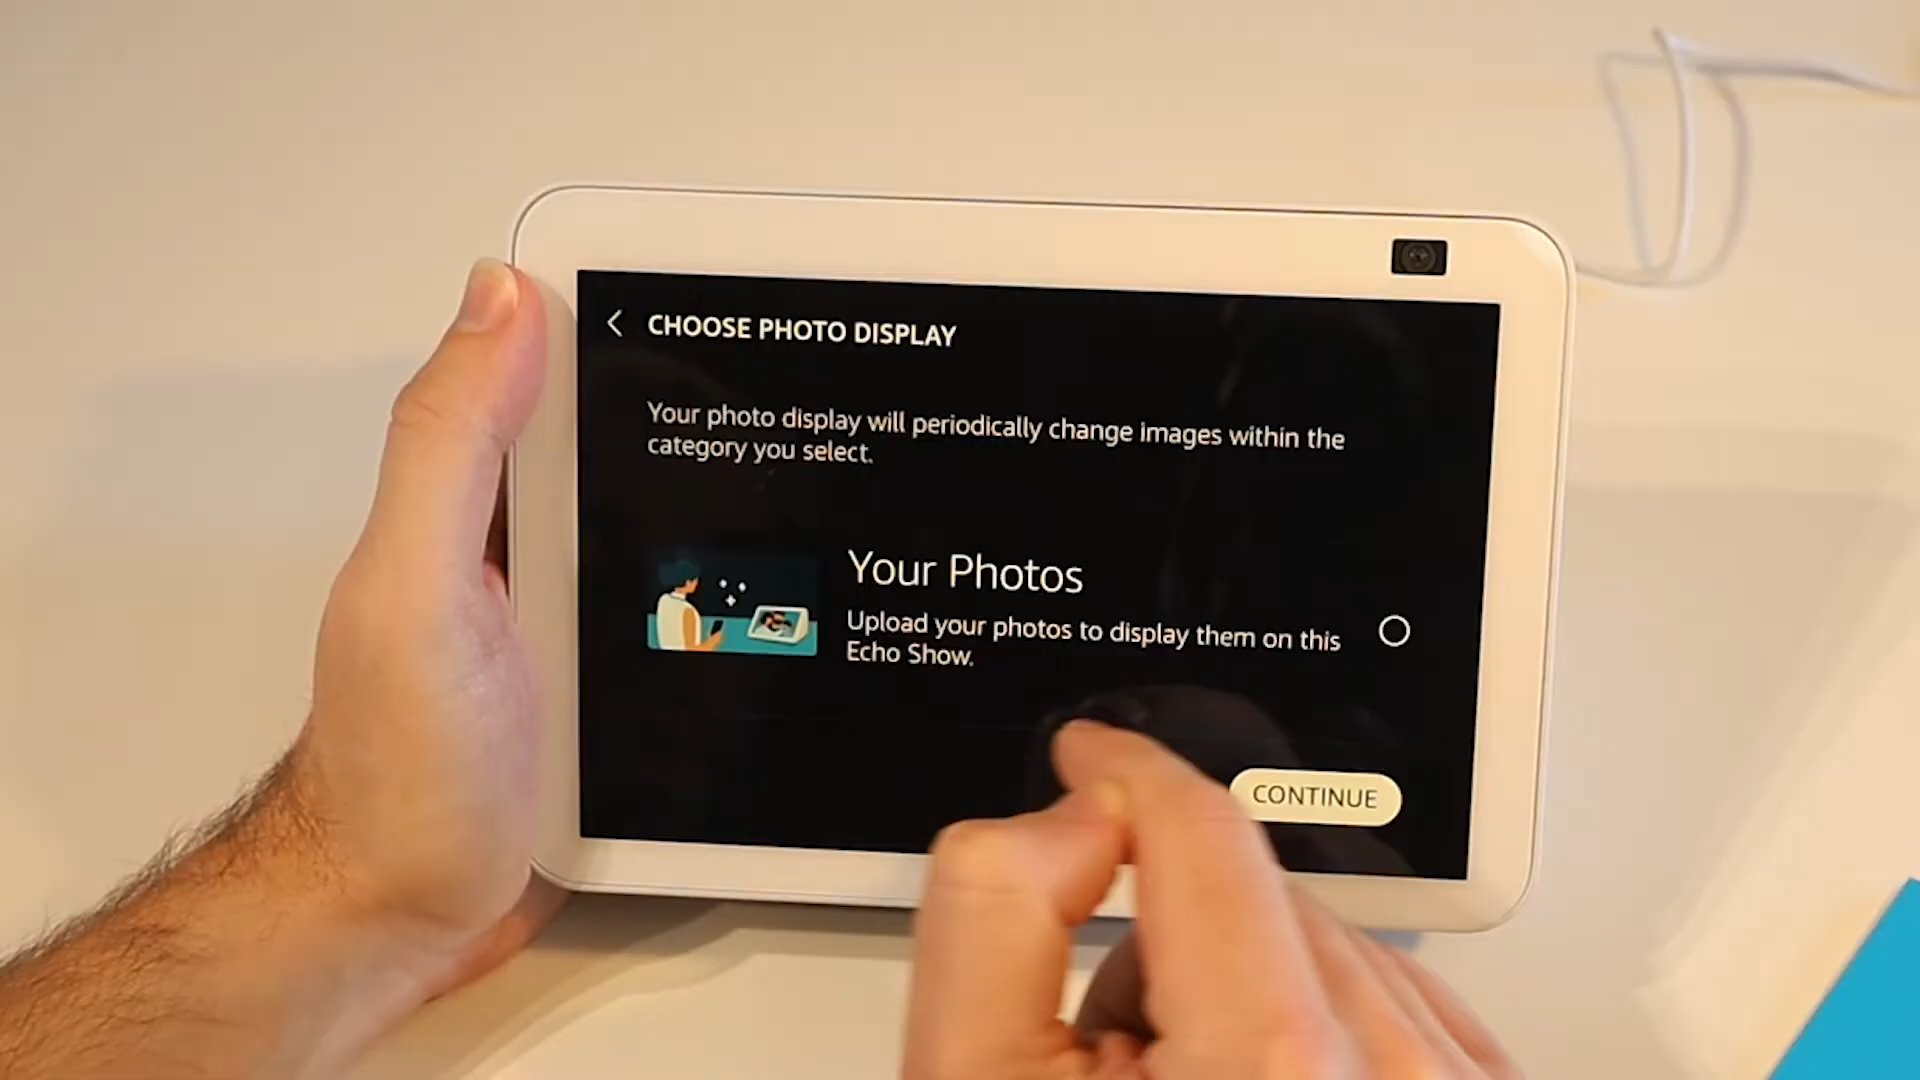 CHOOSE PHOTO DISPLAY
Your photo display will periodically change images within the
category you select.
Your Photos
Upload your photos to display them on this
Echo Show.
CONTINUE